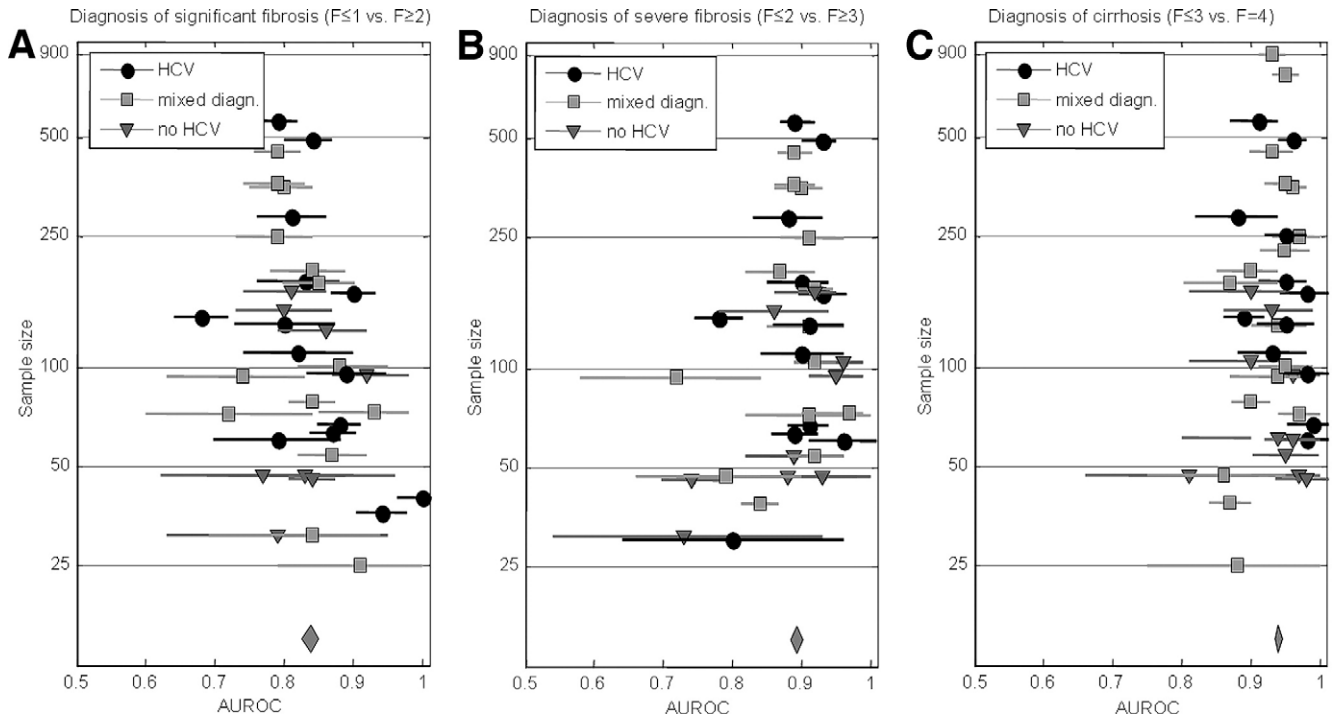 Diagnosis of significant fibrosis (F≤1 vs. F≥2)
A
900
HCV
mixed diagn.
no HCV
500
250
100
50
25
Sample size
0.5 0.6 0.7 0.8 0.9 1
AUROC
Diagnosis of severe fibrosis (F≤2 vs. F≥3)
B
900
HCV
mixed diagn.
no HCV
500
250
100
50
25
Sample size
0.5 0.6 0.7 0.8 0.9 1
AUROC
Diagnosis of cirrhosis (F≤3 vs. F=4)
C
900
HCV
mixed diagn.
no HCV
500
250
100
50
25
Sample size
0.5 0.6 0.7 0.8 0.9 1
AUROC